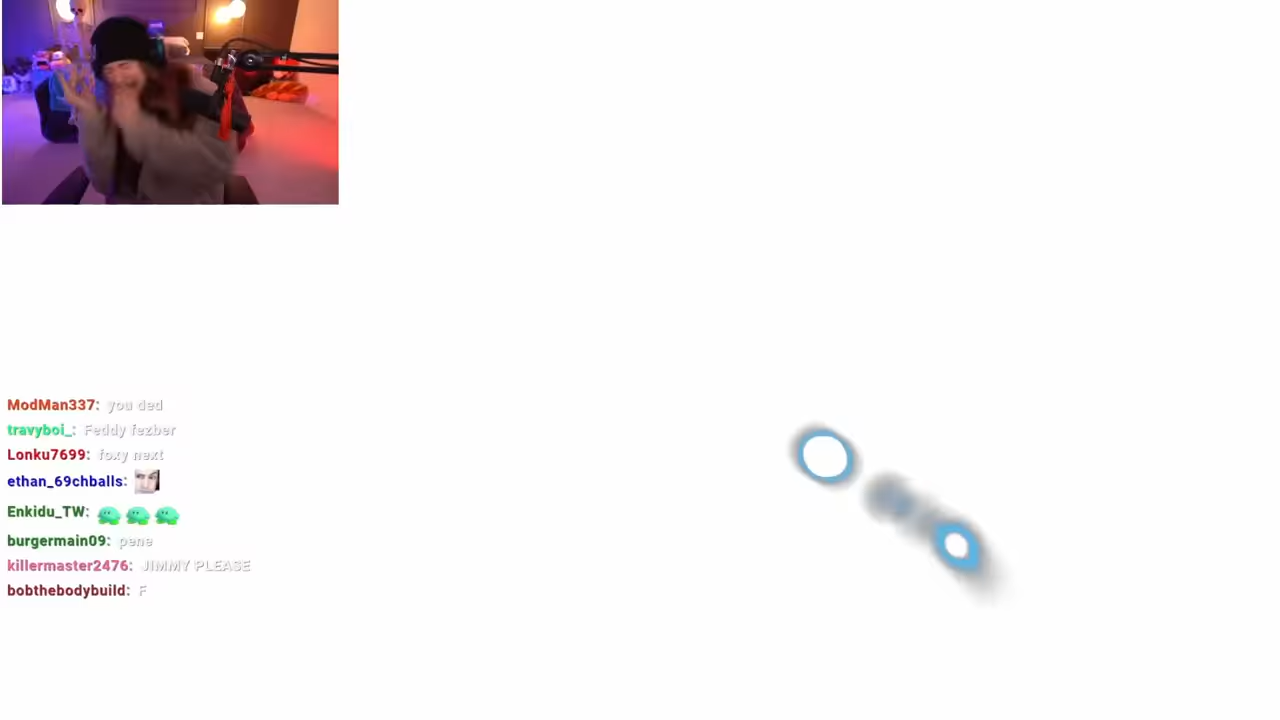 ModMan337: you ded
travyboi_: Feddy fezber
Lonku7699: foxy next
ethan_69chballs:
Enkidu_TW:
burgermain09: pene
killermaster2476: JIMMY PLEASE
bobthebodybuild: F